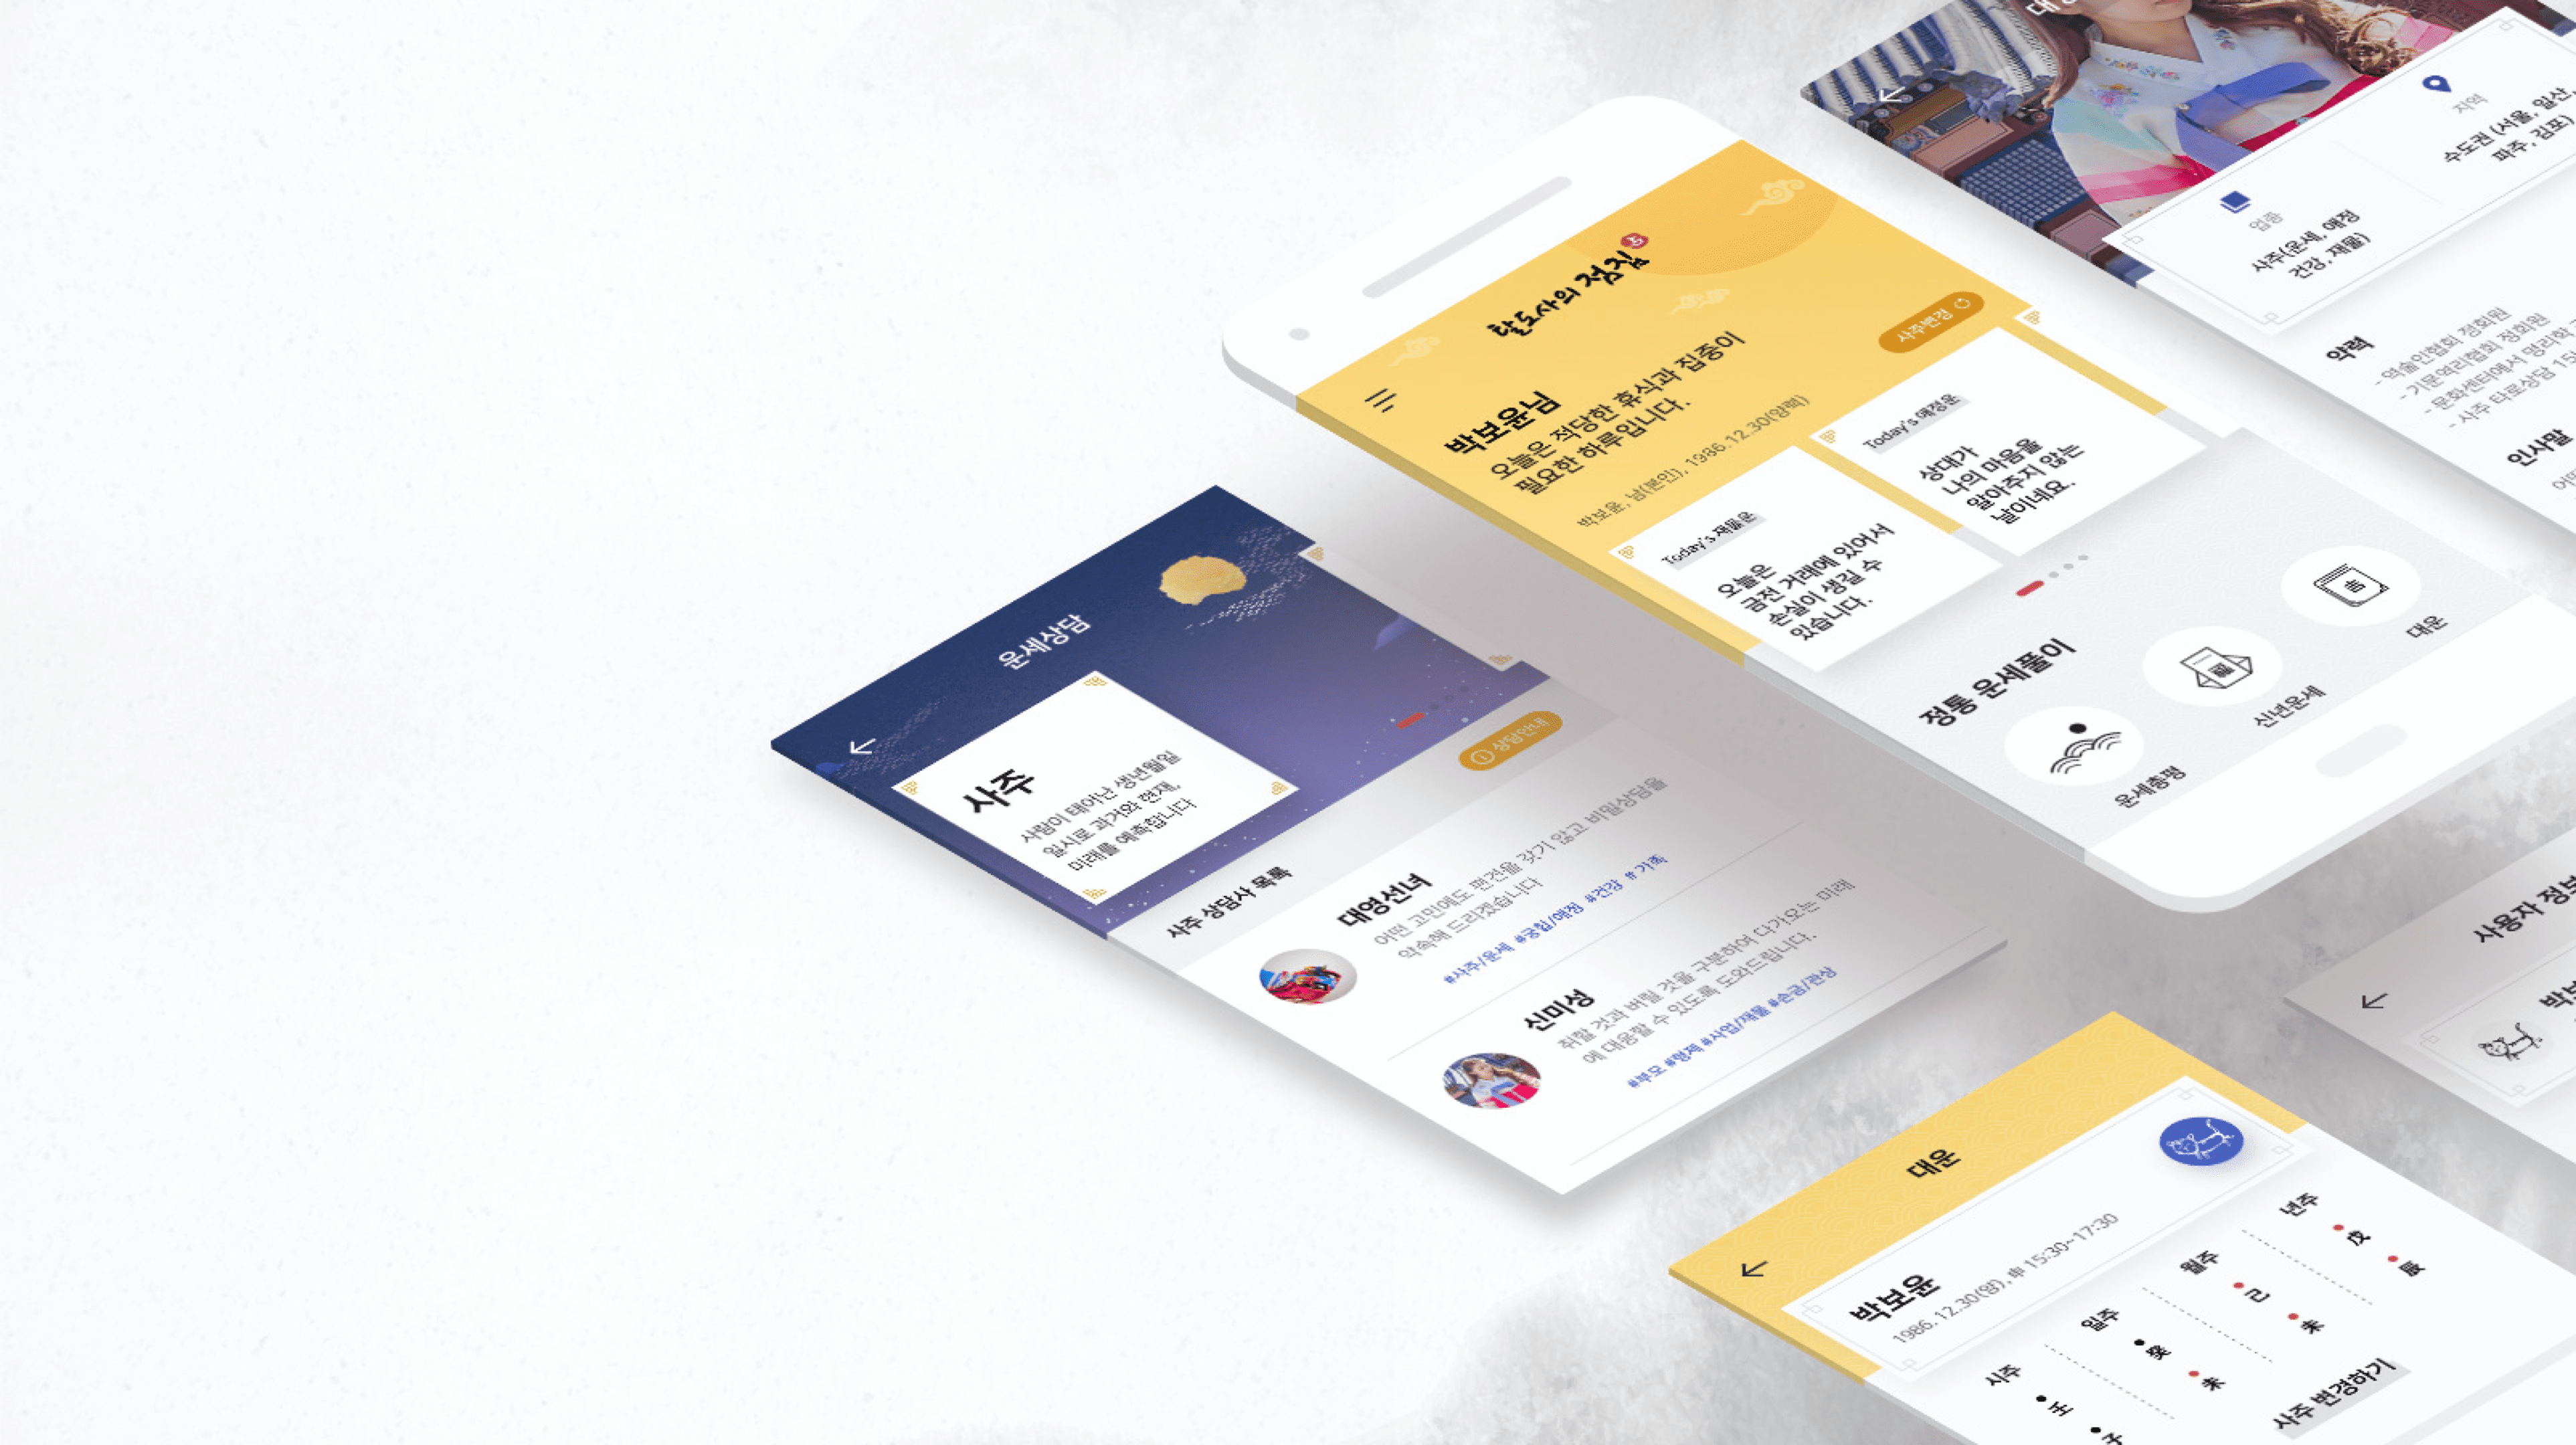 운세상담
사주
사람이 태어난 생년월일
일시로 과거와 현재,
미래를 예측합니다
상담안내
사주 상담사 목록
대영선녀
어떤 고민에도 편견을 갖기 않고 비밀상담을
약속해 드리겠습니다
#사주/운세 #궁합/애정 #건강 #가족
신미성
취할 것과 버릴 것을 구분하여 다가오는 미래
에 대응할 수 있도록 도와드립니다.
#부모 #형제 #사업/재물 #손금/관상
탈도사의 점집
박보윤님
오늘은 적당한 휴식과 집중이
필요한 하루입니다.
박보윤, 남(본인), 1986.12.30(양력)
사주변경
Today's 재물운
오늘은
금전 거래에 있어서
손실이 생길 수
있습니다.
Today's 애정운
상대가
나의 마음을
알아주지 않는
날이네요.
정통 운세풀이
운세총평
신년운세
대운
업종
사주(운세, 애정
건강, 재물)
지역
수도권 (서울, 일산,
파주, 김포)
약력
- 역술인협회 정회원
- 기문역리협회 정회원
- 문화센터에서 명리학
- 사주 타로상담 15
인사말
사용자 정보
대운
박보윤
1986. 12.30(양), 申 15:30~17:30
시주
일주
월주
년주
壬
癸
己
戊
子
未
未
辰
사주 변경하기